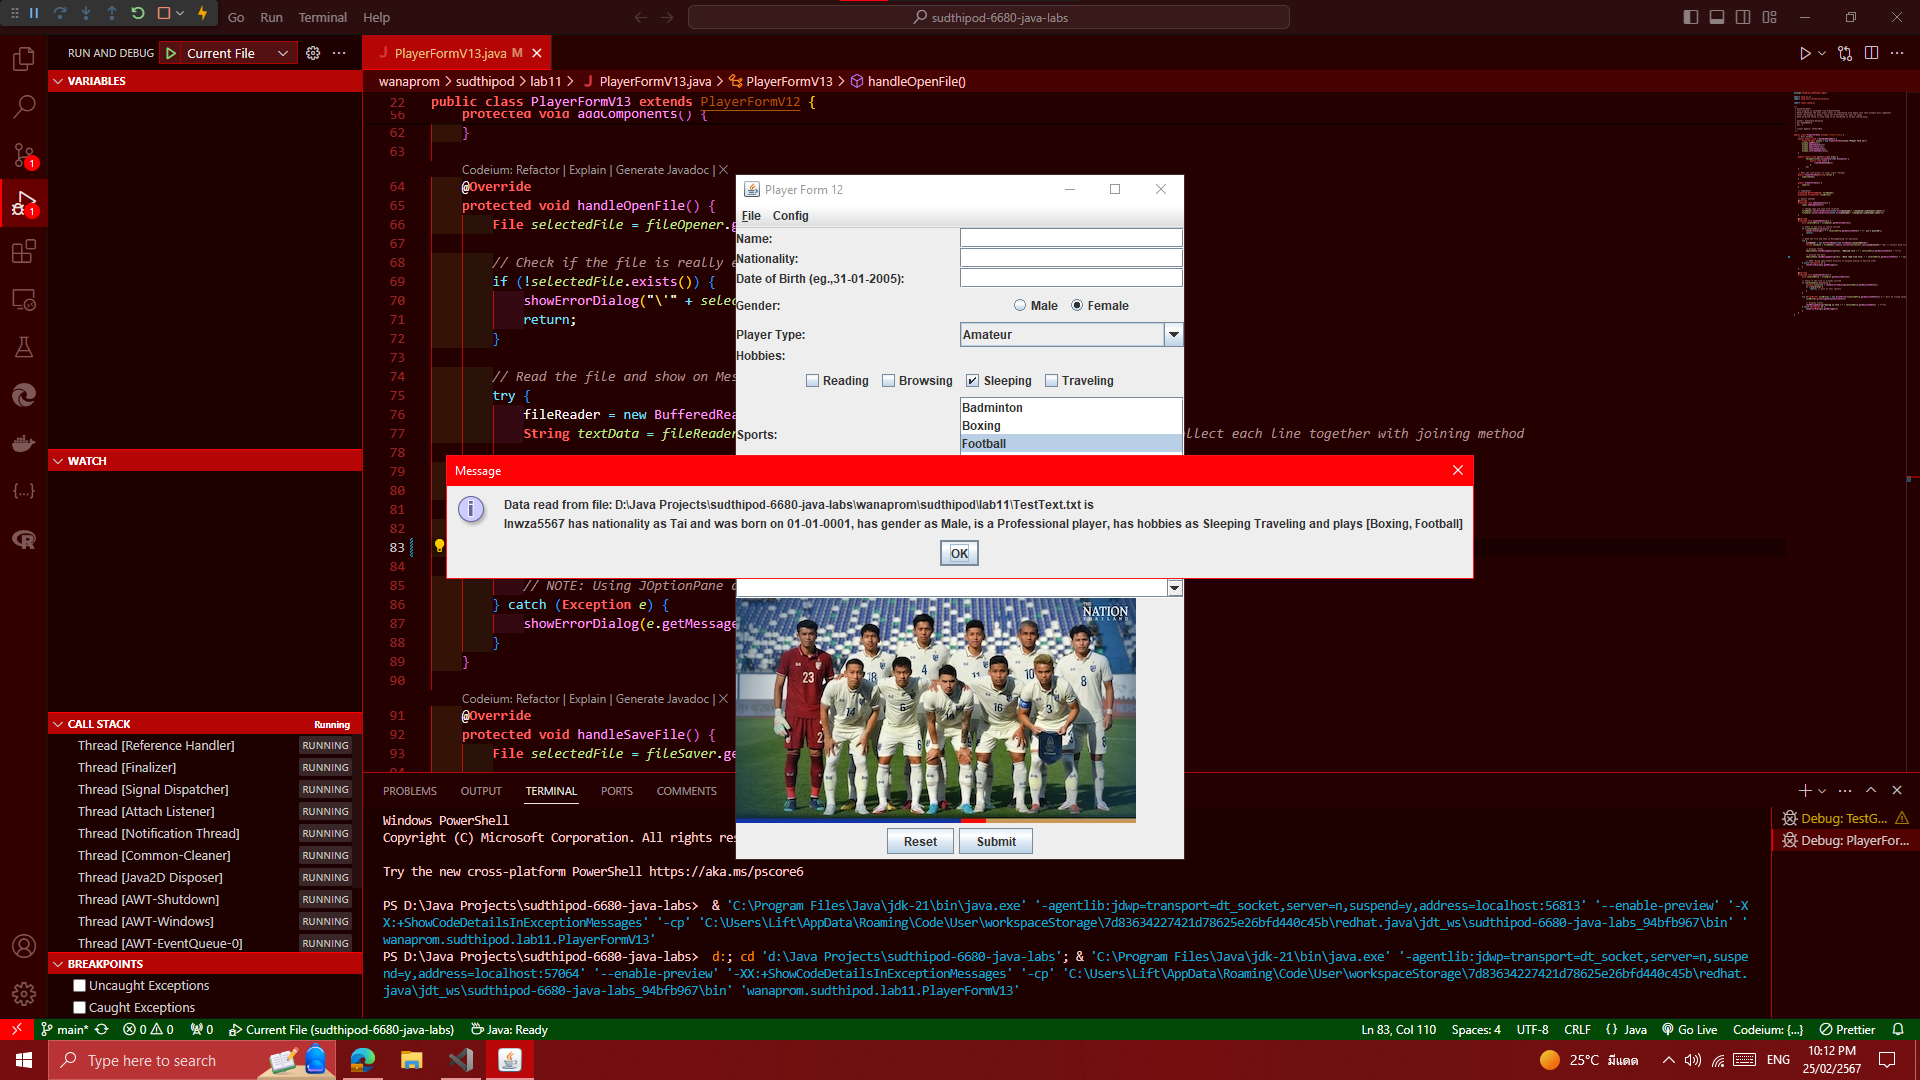 Go Run Terminal Help
sudthipod-6680-java-labs
RUN AND DEBUG Current File
PlayerFormV13.java M
wanaprom > sudthipod > lab11 > PlayerFormV13.java > PlayerFormV13 > handleOpenFile()
VARIABLES
WATCH
CALL STACK Running
Thread [Reference Handler] RUNNING
Thread [Finalizer] RUNNING
Thread [Signal Dispatcher] RUNNING
Thread [Attach Listener] RUNNING
Thread [Notification Thread] RUNNING
Thread [Common-Cleaner] RUNNING
Thread [Java2D Disposer] RUNNING
Thread [AWT-Shutdown] RUNNING
Thread [AWT-Windows] RUNNING
Thread [AWT-EventQueue-0] RUNNING
BREAKPOINTS
Uncaught Exceptions
Caught Exceptions
22 public class PlayerFormV13 extends PlayerFormV12 {
56 protected void addComponents() {
62 }
63
Codeium: Refactor | Explain | Generate Javadoc | X
64 @Override
65 protected void handleOpenFile() {
66 File selectedFile = fileOpener.g
67
68 // Check if the file is really e
69 if (!selectedFile.exists()) {
70 showErrorDialog("\'" + selec
71 return;
72 }
73
74 // Read the file and show on Mes
75 try {
76 fileReader = new BufferedRea
77 String textData = fileReader llect each line together with joining method
78
79
80
81
82
83
84
85 // NOTE: Using JOptionPane
86 } catch (Exception e) {
87 showErrorDialog(e.getMessage
88 }
89 }
90
Codeium: Refactor | Explain | Generate Javadoc | X
91 @Override
92 protected void handleSaveFile() {
93 File selectedFile = fileSaver.ge
Player Form 12
File Config
Name:
Nationality:
Date of Birth (eg.,31-01-2005):
Gender: Male Female
Player Type: Amateur
Hobbies:
Reading Browsing Sleeping Traveling
Sports:
Badminton
Boxing
Football
Message
Data read from file: D:\Java Projects\sudthipod-6680-java-labs\wanaprom\sudthipod\lab11\TestText.txt is
lnwza5567 has nationality as Tai and was born on 01-01-0001, has gender as Male, is a Professional player, has hobbies as Sleeping Traveling and plays [Boxing, Football]
OK
THE
NATION
THAILAND
23 10 4 8 14 6 16 3
Reset Submit
PROBLEMS OUTPUT TERMINAL PORTS COMMENTS
Windows PowerShell
Copyright (C) Microsoft Corporation. All rights res
Try the new cross-platform PowerShell https://aka.ms/pscore6
PS D:\Java Projects\sudthipod-6680-java-labs> & 'C:\Program Files\Java\jdk-21\bin\java.exe' '-agentlib:jdwp=transport=dt_socket,server=n,suspend=y,address=localhost:56813' '--enable-preview' '-X
X:+ShowCodeDetailsInExceptionMessages' '-cp' 'C:\Users\Lift\AppData\Roaming\Code\User\workspaceStorage\7d83634227421d78625e26bfd440c45b\redhat.java\jdt_ws\sudthipod-6680-java-labs_94bfb967\bin' '
wanaprom.sudthipod.lab11.PlayerFormV13'
PS D:\Java Projects\sudthipod-6680-java-labs> d:; cd 'd:\Java Projects\sudthipod-6680-java-labs'; & 'C:\Program Files\Java\jdk-21\bin\java.exe' '-agentlib:jdwp=transport=dt_socket,server=n,suspe
nd=y,address=localhost:57064' '--enable-preview' '-XX:+ShowCodeDetailsInExceptionMessages' '-cp' 'C:\Users\Lift\AppData\Roaming\Code\User\workspaceStorage\7d83634227421d78625e26bfd440c45b\redhat.
java\jdt_ws\sudthipod-6680-java-labs_94bfb967\bin' 'wanaprom.sudthipod.lab11.PlayerFormV13'
Debug: TestG...
Debug: PlayerFor...
main* 0 0 0 Current File (sudthipod-6680-java-labs) Java: Ready
Ln 83, Col 110 Spaces: 4 UTF-8 CRLF {} Java Go Live Codeium: {...} Prettier
Type here to search
25°C มีแดด ENG
10:12 PM
25/02/2567